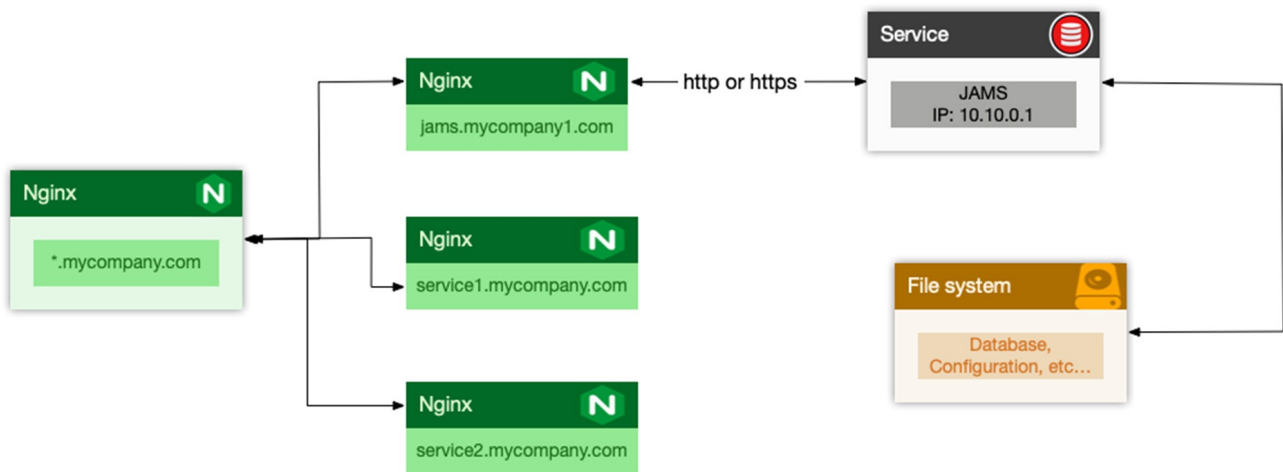 Nginx
*.mycompany.com
Nginx
jams.mycompany1.com
http or https
Service
JAMS
IP: 10.10.0.1
Nginx
service1.mycompany.com
Nginx
service2.mycompany.com
File system
Database,
Configuration, etc...